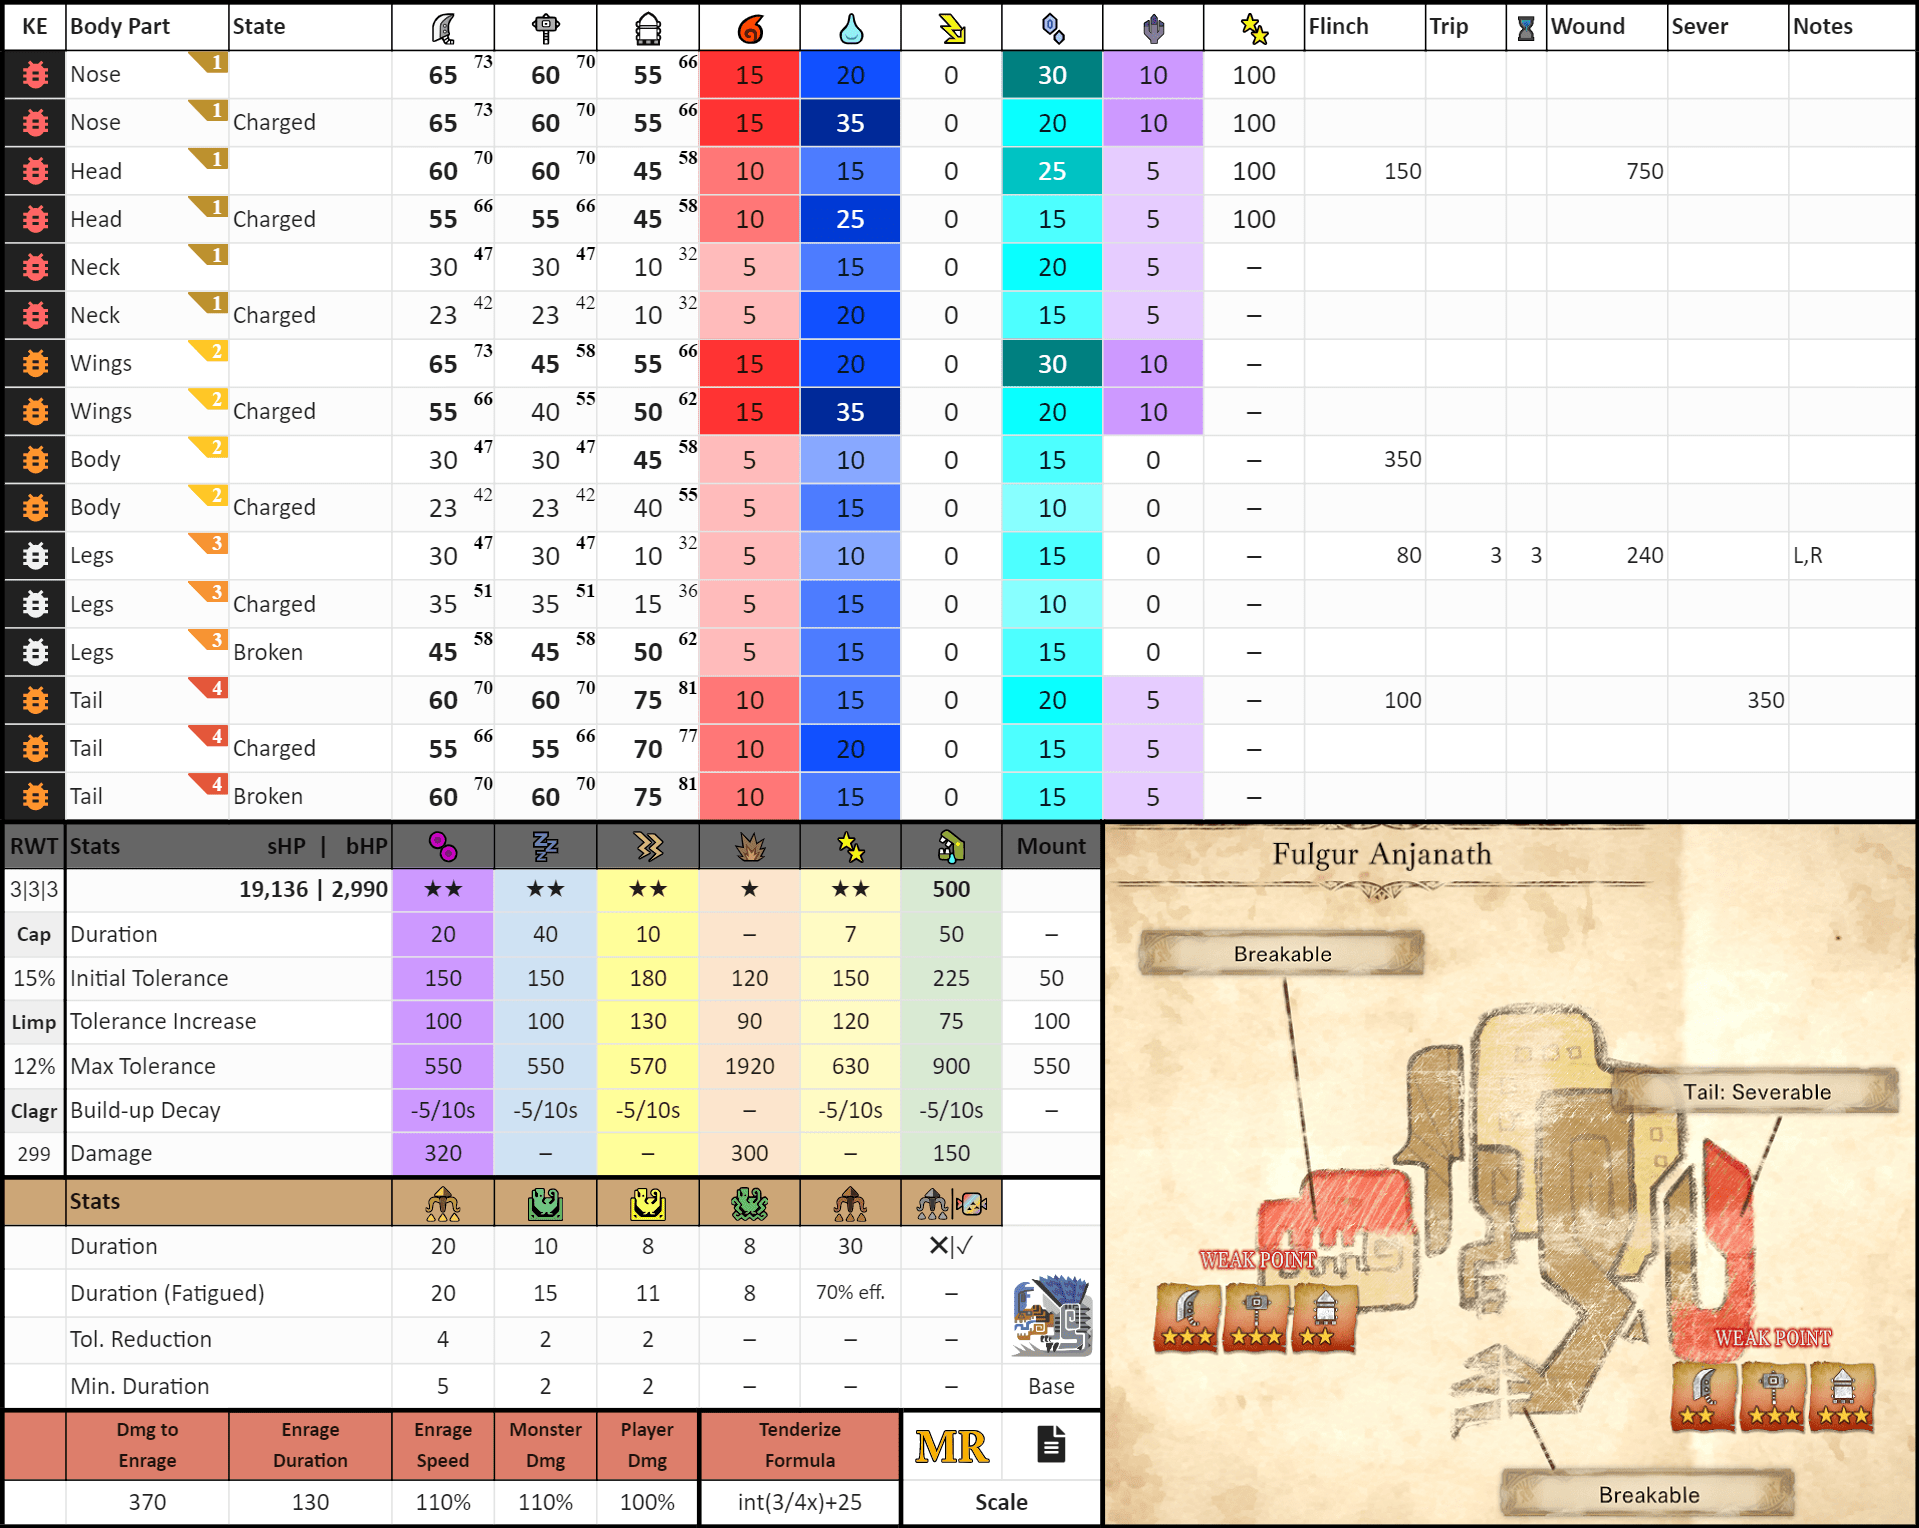 KE Body Part State Flinch Trip Wound Sever Notes
Nose 1 65 73 60 70 55 66 15 20 0 30 10 100
Nose 1 Charged 65 73 60 70 55 66 15 35 0 20 10 100
Head 1 60 70 60 70 45 58 10 15 0 25 5 100 150 750
Head 1 Charged 55 66 55 66 45 58 10 25 0 15 5 100
Neck 1 30 47 30 47 10 32 5 15 0 20 5 –
Neck 1 Charged 23 42 23 42 10 32 5 20 0 15 5 –
Wings 2 65 73 45 58 55 66 15 20 0 30 10 –
Wings 2 Charged 55 66 40 55 50 62 15 35 0 20 10 –
Body 2 30 47 30 47 45 58 5 10 0 15 0 – 350
Body 2 Charged 23 42 23 42 40 55 5 15 0 10 0 –
Legs 3 30 47 30 47 10 32 5 10 0 15 0 – 80 3 3 240 L,R
Legs 3 Charged 35 51 35 51 15 36 5 15 0 10 0 –
Legs 3 Broken 45 58 45 58 50 62 5 15 0 15 0 –
Tail 4 60 70 60 70 75 81 10 15 0 20 5 – 100 350
Tail 4 Charged 55 66 55 66 70 77 10 20 0 15 5 –
Tail 4 Broken 60 70 60 70 75 81 10 15 0 15 5 –
RWT Stats sHP | bHP Mount
3|3|3 19,136 | 2,990 ★★ ★★ ★★ ★ ★★ 500
Cap Duration 20 40 10 – 7 50 –
15% Initial Tolerance 150 150 180 120 150 225 50
Limp Tolerance Increase 100 100 130 90 120 75 100
12% Max Tolerance 550 550 570 1920 630 900 550
Clagr Build-up Decay -5/10s -5/10s -5/10s – -5/10s -5/10s –
299 Damage 320 – – 300 – 150
Stats
Duration 20 10 8 8 30 ✕|✓
Duration (Fatigued) 20 15 11 8 70% eff. –
Tol. Reduction 4 2 2 – – –
Min. Duration 5 2 2 – – – Base
Dmg to Enrage Enrage Duration Enrage Speed Monster Dmg Player Dmg Tenderize Formula MR
370 130 110% 110% 100% int(3/4x)+25 Scale
Fulgur Anjanath
Breakable
Tail: Severable
WEAK POINT
WEAK POINT
Breakable